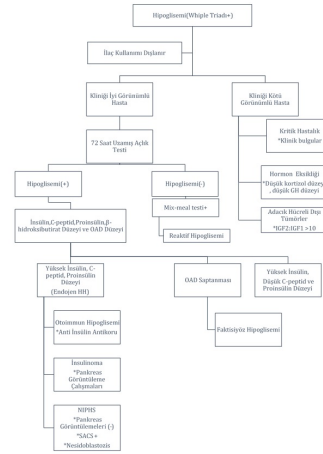 Hipoglisemi(Whiple Triadı+)
İlaç Kullanımı Dışlanır
Kliniği İyi Görünümlü
Hasta
Kliniği Kötü
Görünümlü Hasta
72 Saat Uzamış Açlık
Testi
Kritik Hastalık
*Klinik bulgular
Hipoglisemi(+)
Hipoglisemi(-)
Hormon Eksikliği
*Düşük kortizol düzeyi
, düşük GH düzeyi
Mix-meal testi+
Adacık Hücreli Dışı
Tümörler
*IGF2:IGF1 >10
İnsülin,C-peptid,Proinsülin,β-
hidroksibutirat Düzeyi ve OAD Düzeyi
Reaktif Hipoglisemi
Yüksek İnsülin, C-
peptid, Proinsülin
Düzeyi
(Endojen HH)
OAD Saptanması
Yüksek İnsülin,
Düşük C-peptid ve
Proinsülin Düzeyi
Otoimmun Hipoglisemi
*Anti İnsülin Antikoru
Faktisiyöz Hipoglisemi
İnsulinoma
*Pankreas
Görüntüleme
Çalışmaları
NIPHS
*Pankreas
Görüntülemeleri (-)
*SACS+
*Nesidoblastozis